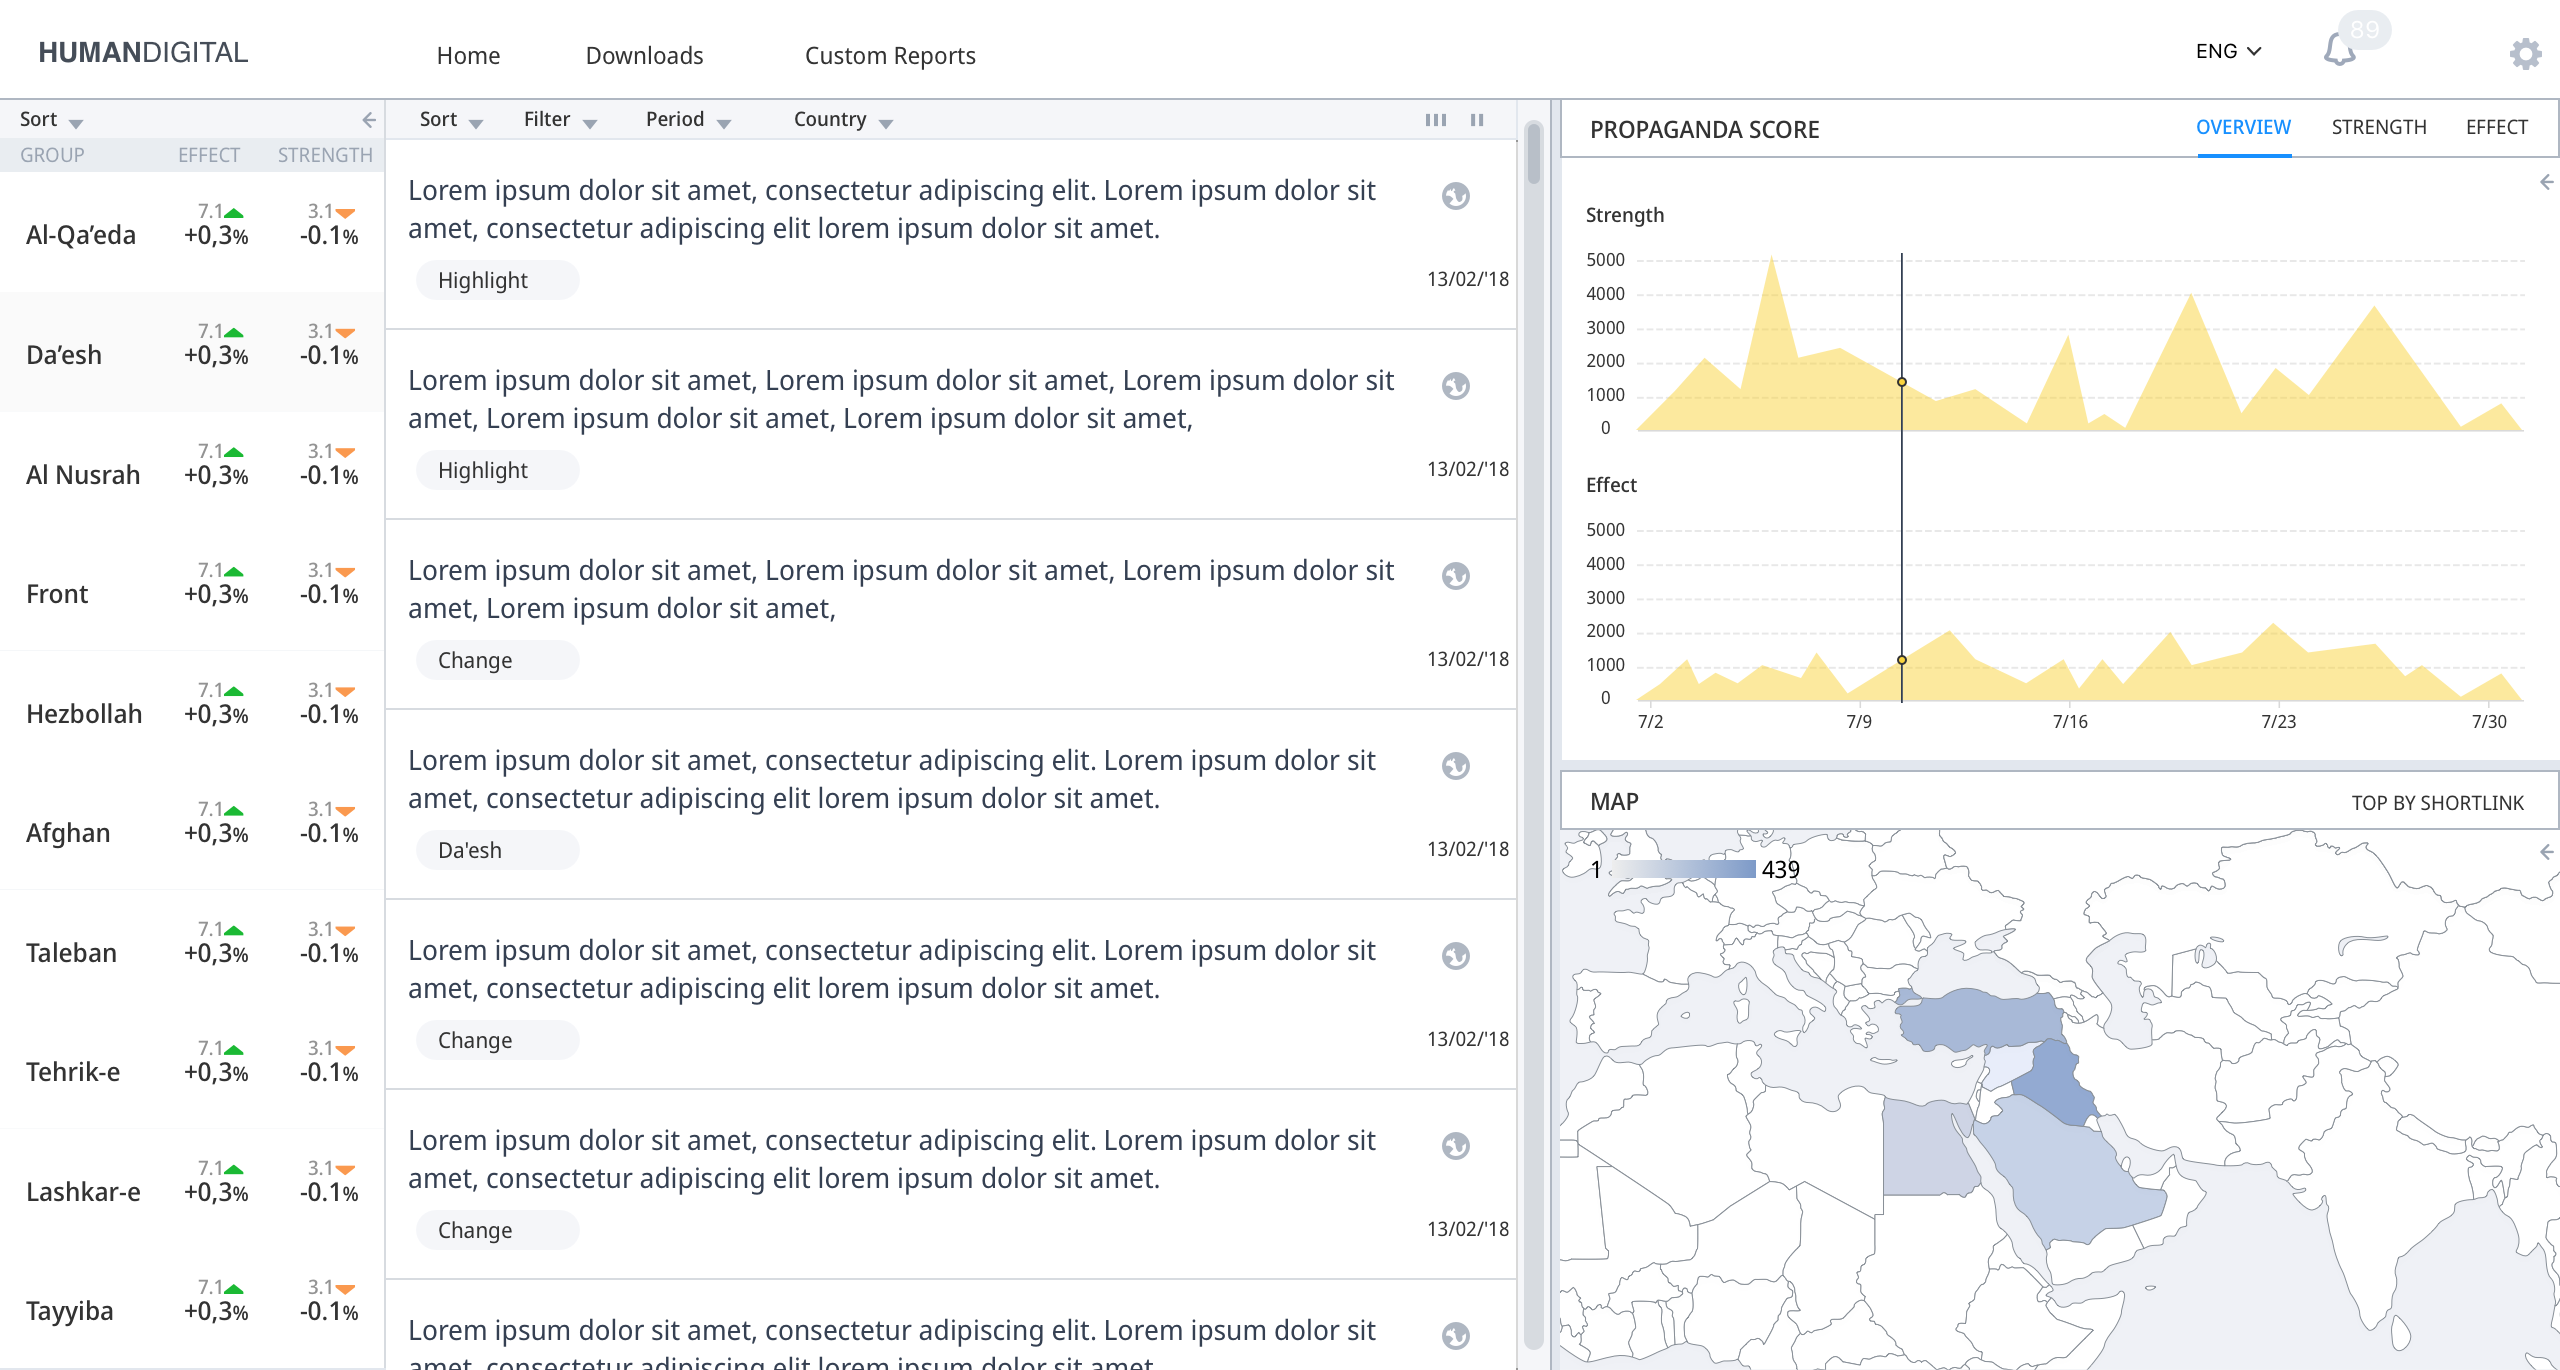 HUMANDIGITAL
Home
Downloads
Custom Reports
ENG
89
Sort
GROUP EFFECT STRENGTH
Al-Qa’eda
7.1 3.1
+0,3% -0.1%
Da’esh
7.1 3.1
+0,3% -0.1%
Al Nusrah
7.1 3.1
+0,3% -0.1%
Front
7.1 3.1
+0,3% -0.1%
Hezbollah
7.1 3.1
+0,3% -0.1%
Afghan
7.1 3.1
+0,3% -0.1%
Taleban
7.1 3.1
+0,3% -0.1%
Tehrik-e
7.1 3.1
+0,3% -0.1%
Lashkar-e
7.1 3.1
+0,3% -0.1%
Tayyiba
7.1 3.1
+0,3% -0.1%
Sort Filter Period Country
Lorem ipsum dolor sit amet, consectetur adipiscing elit. Lorem ipsum dolor sit
amet, consectetur adipiscing elit lorem ipsum dolor sit amet.
Highlight
13/02/'18
Lorem ipsum dolor sit amet, Lorem ipsum dolor sit amet, Lorem ipsum dolor sit
amet, Lorem ipsum dolor sit amet, Lorem ipsum dolor sit amet,
Highlight
13/02/'18
Lorem ipsum dolor sit amet, Lorem ipsum dolor sit amet, Lorem ipsum dolor sit
amet, Lorem ipsum dolor sit amet,
Change
13/02/'18
Lorem ipsum dolor sit amet, consectetur adipiscing elit. Lorem ipsum dolor sit
amet, consectetur adipiscing elit lorem ipsum dolor sit amet.
Da'esh
13/02/'18
Lorem ipsum dolor sit amet, consectetur adipiscing elit. Lorem ipsum dolor sit
amet, consectetur adipiscing elit lorem ipsum dolor sit amet.
Change
13/02/'18
Lorem ipsum dolor sit amet, consectetur adipiscing elit. Lorem ipsum dolor sit
amet, consectetur adipiscing elit lorem ipsum dolor sit amet.
Change
13/02/'18
Lorem ipsum dolor sit amet, consectetur adipiscing elit. Lorem ipsum dolor sit
amet, consectetur adipiscing elit lorem ipsum dolor sit amet.
PROPAGANDA SCORE
OVERVIEW STRENGTH EFFECT
Strength
5000
4000
3000
2000
1000
0
Effect
5000
4000
3000
2000
1000
0
7/2 7/9 7/16 7/23 7/30
MAP
TOP BY SHORTLINK
1 439